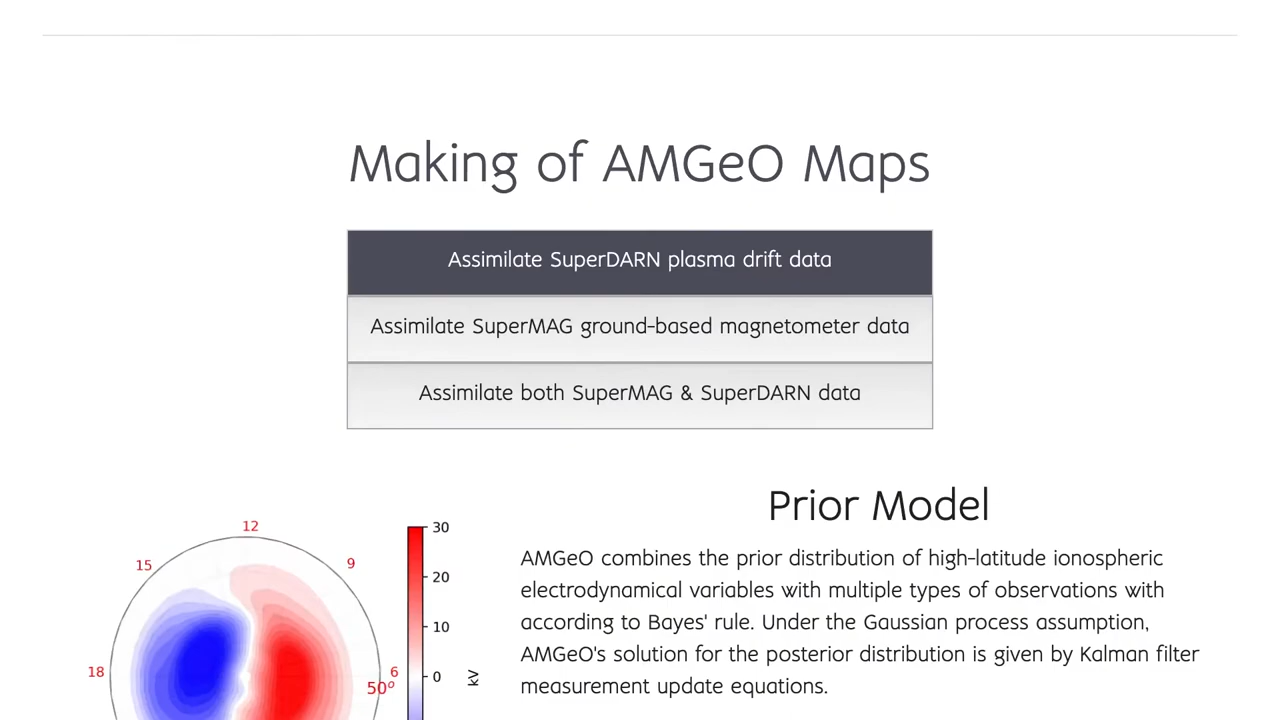 Making of AMGeO Maps
Assimilate SuperDARN plasma drift data
Assimilate SuperMAG ground-based magnetometer data
Assimilate both SuperMAG & SuperDARN data
Prior Model
AMGeO combines the prior distribution of high-latitude ionospheric
electrodynamical variables with multiple types of observations with
according to Bayes' rule. Under the Gaussian process assumption,
AMGeO's solution for the posterior distribution is given by Kalman filter
measurement update equations.
12
15
9
18
6
50°
30
20
10
0
kV